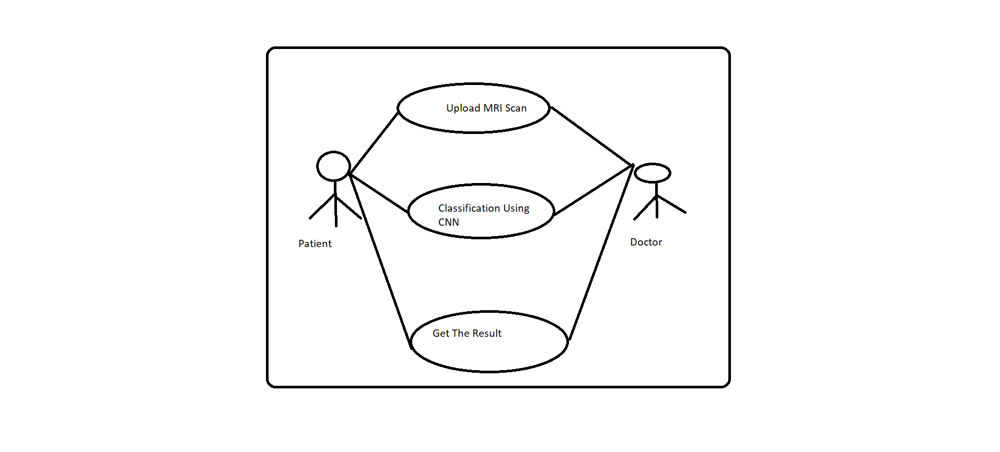 Upload MRI Scan
Classification Using
CNN
Patient
Doctor
Get The Result